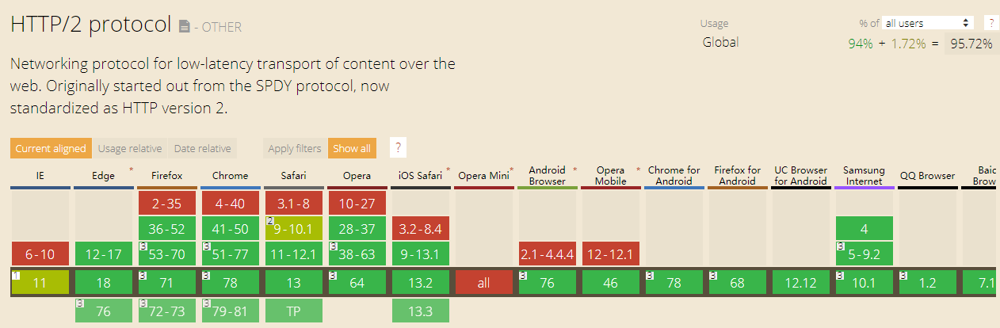 HTTP/2 protocol - OTHER
Usage % of all users ?
Global 94% + 1.72% = 95.72%
Networking protocol for low-latency transport of content over the
web. Originally started out from the SPDY protocol, now
standardized as HTTP version 2.
Current aligned Usage relative Date relative Apply filters Show all ?
IE Edge * Firefox Chrome Safari Opera iOS Safari * Opera Mini * Android Browser * Opera Mobile * Chrome for Android Firefox for Android UC Browser for Android Samsung Internet QQ Browser Baid Brow
2-35 4-40 3.1-8 10-27
36-52 41-50 2 9-10.1 28-37 3.2-8.4 4
6-10 12-17 3 53-70 3 51-77 11-12.1 3 38-63 9-13.1 2.1-4.4.4 12-12.1 3 5-9.2
1 11 18 3 71 3 78 13 3 64 13.2 all 3 76 46 3 78 3 68 12.12 3 10.1 3 1.2 7.1
3 76 3 72-73 3 79-81 TP 13.3